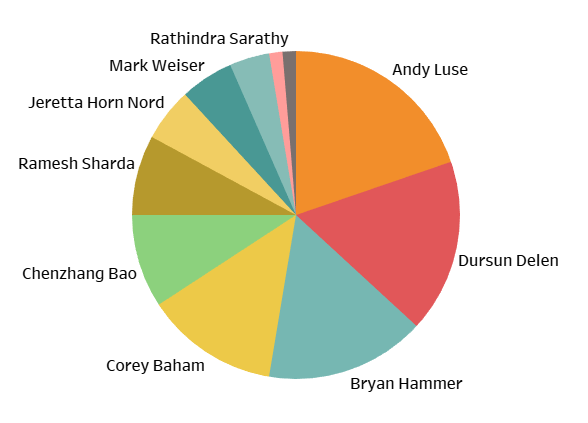 Rathindra Sarathy
Mark Weiser
Andy Luse
Jeretta Horn Nord
Ramesh Sharda
Dursun Delen
Chenzhang Bao
Corey Baham
Bryan Hammer